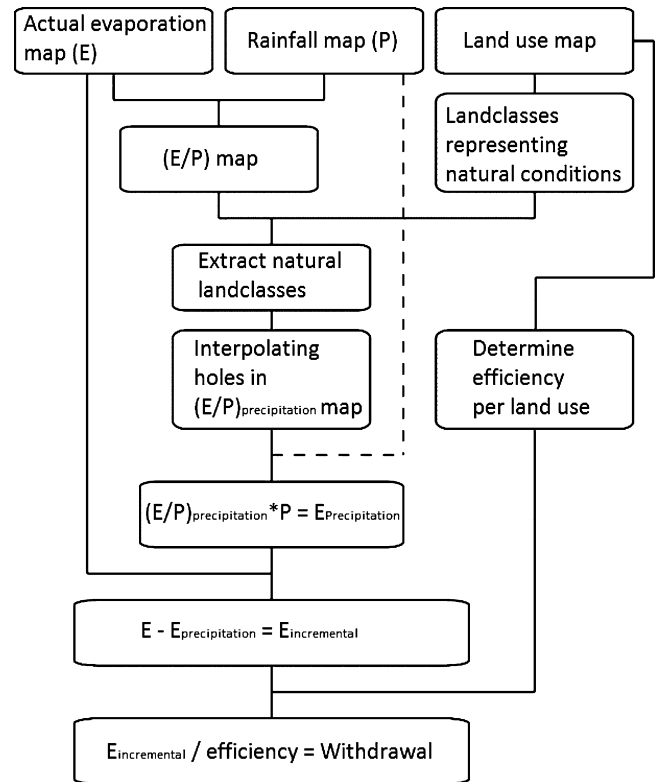 Actual evaporation
map (E)
Rainfall map (P)
Land use map
(E/P) map
Landclasses
representing
natural conditions
Extract natural
landclasses
Interpolating
holes in
(E/P)precipitation map
Determine
efficiency
per land use
(E/P)precipitation*P = EPrecipitation
E - Eprecipitation = Eincremental
Eincremental / efficiency = Withdrawal